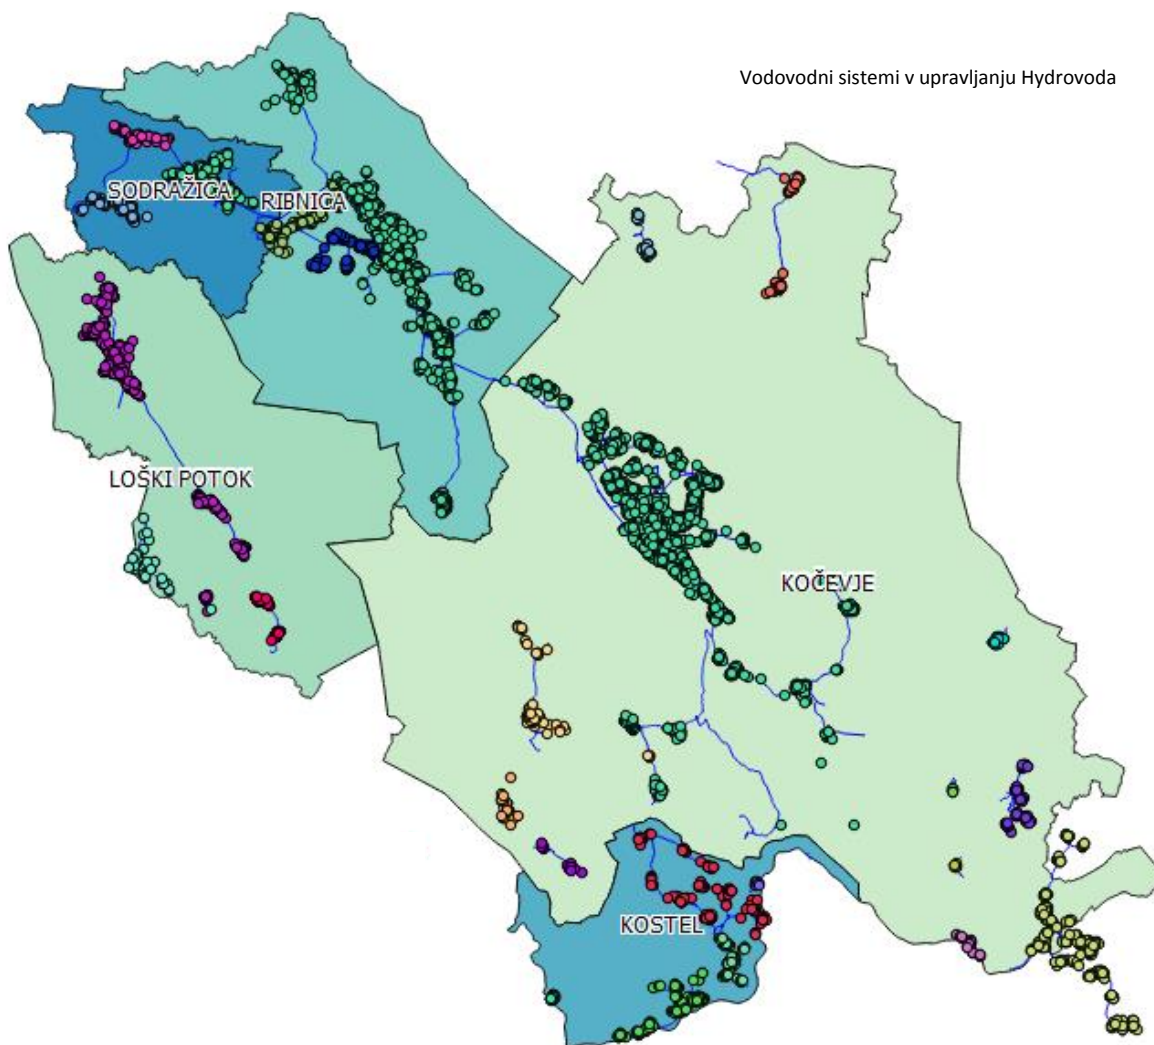 Vodovodni sistemi v upravljanju Hydrovoda
SODRAŽICA
RIBNICA
LOŠKI POTOK
KOČEVJE
KOSTEL